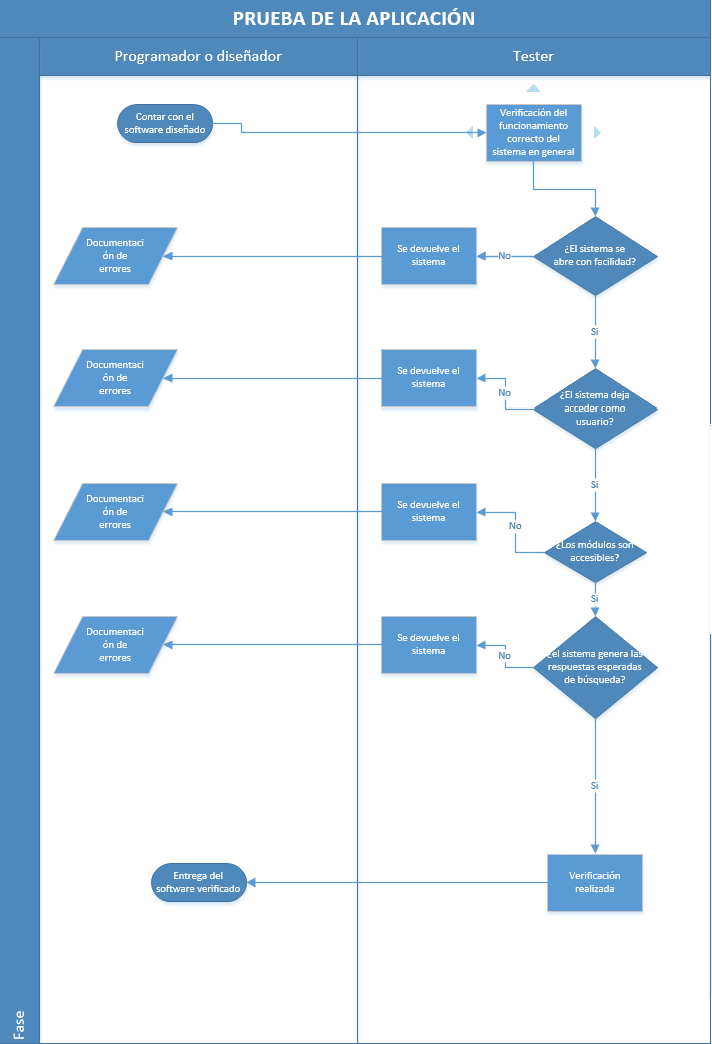 PRUEBA DE LA APLICACIÓN
Programador o diseñador
Tester
Contar con el
software diseñado
Verificación del
funcionamiento
correcto del
sistema en general
¿El sistema se
abre con facilidad?
No
Se devuelve el
sistema
Documentaci
ón de
errores
Si
¿El sistema deja
acceder como
usuario?
No
Se devuelve el
sistema
Documentaci
ón de
errores
Si
¿Los módulos son
accesibles?
No
Se devuelve el
sistema
Documentaci
ón de
errores
Si
¿el sistema genera las
respuestas esperadas
de búsqueda?
No
Se devuelve el
sistema
Documentaci
ón de
errores
Si
Verificación
realizada
Entrega del
software verificado
Fase